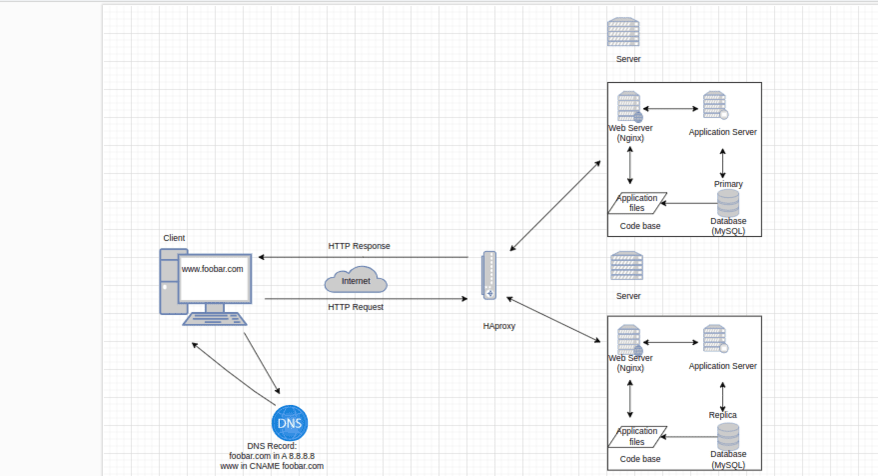 Server
Web Server
(Nginx)
Application Server
Primary
Application
files
Code base
Database
(MySQL)
Client
www.foobar.com
HTTP Response
Internet
HTTP Request
HAproxy
Server
Web Server
(Nginx)
Application Server
Replica
Application
files
Code base
Database
(MySQL)
DNS
DNS Record:
foobar.com in A 8.8.8.8
www in CNAME foobar.com